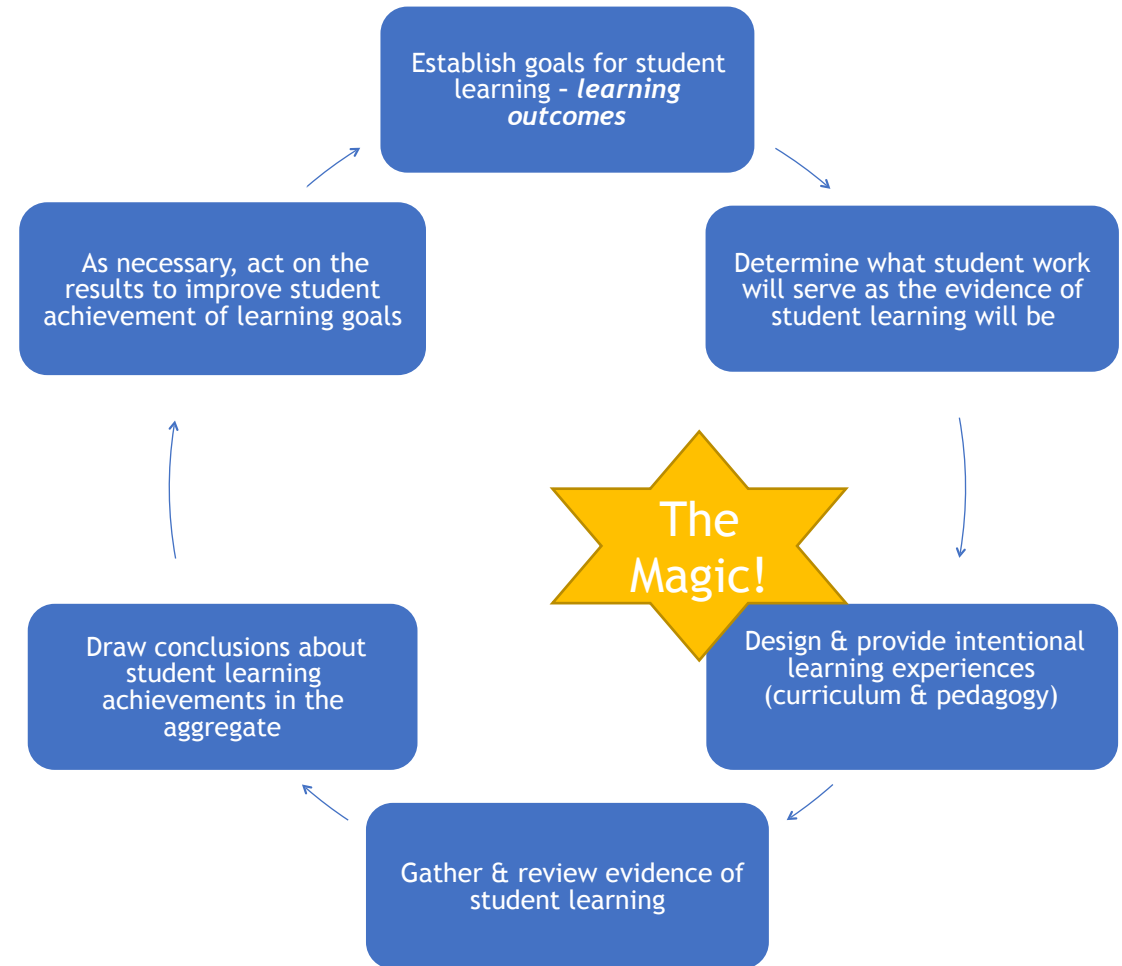 Establish goals for student
learning – learning
outcomes
Determine what student work
will serve as the evidence of
student learning will be
The
Magic!
Design & provide intentional
learning experiences
(curriculum & pedagogy)
Gather & review evidence of
student learning
Draw conclusions about
student learning
achievements in the
aggregate
As necessary, act on the
results to improve student
achievement of learning goals